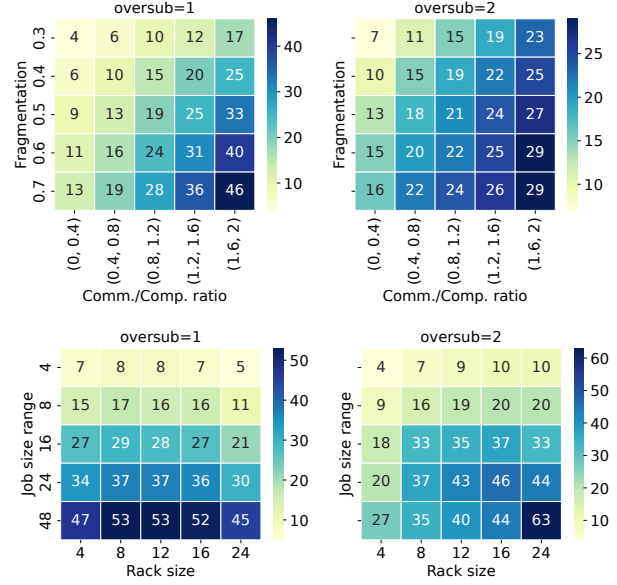 oversub=1
0.3 4 6 10 12 17
0.4 6 10 15 20 25
0.5 9 13 19 25 33
0.6 11 16 24 31 40
0.7 13 19 28 36 46
Fragmentation
(0, 0.4) (0.4, 0.8) (0.8, 1.2) (1.2, 1.6) (1.6, 2)
Comm./Comp. ratio
40
30
20
10
oversub=2
7 11 15 19 23
10 15 19 22 25
13 18 21 24 27
15 20 22 25 29
16 22 24 26 29
Fragmentation
(0, 0.4) (0.4, 0.8) (0.8, 1.2) (1.2, 1.6) (1.6, 2)
Comm./Comp. ratio
25
20
15
10
oversub=1
4 7 8 8 7 5
8 15 17 16 16 11
16 27 29 28 27 21
24 34 37 37 36 30
48 47 53 53 52 45
Job size range
4 8 12 16 24
Rack size
50
40
30
20
10
oversub=2
4 7 9 10 10
9 16 19 20 20
18 33 35 37 33
20 37 43 46 44
27 35 40 44 63
Job size range
4 8 12 16 24
Rack size
60
50
40
30
20
10